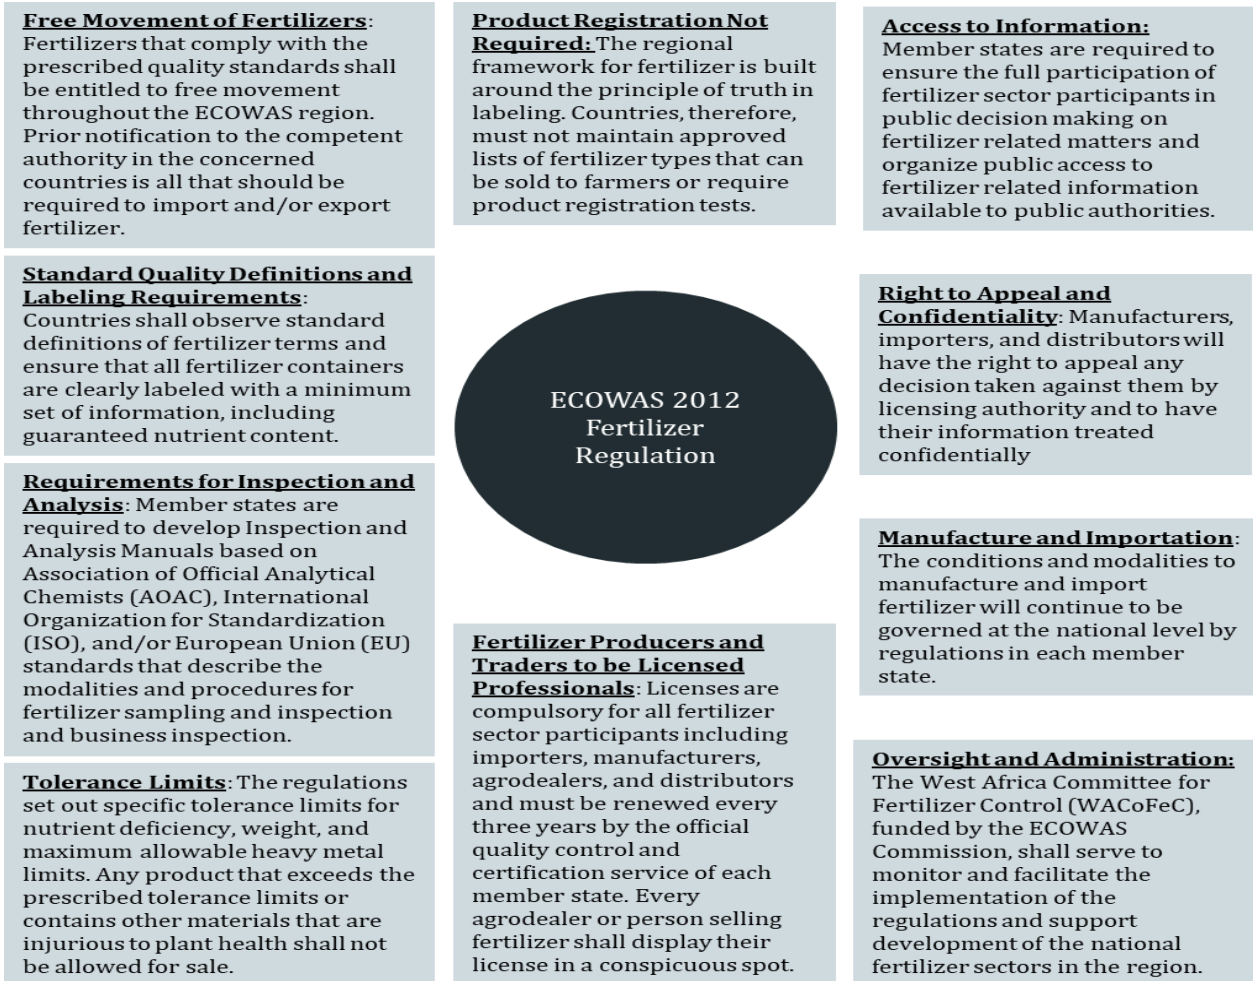 Free Movement of Fertilizers:
Fertilizers that comply with the
prescribed quality standards shall
be entitled to free movement
throughout the ECOWAS region.
Prior notification to the competent
authority in the concerned
countries is all that should be
required to import and/or export
fertilizer.
Standard Quality Definitions and
Labeling Requirements:
Countries shall observe standard
definitions of fertilizer terms and
ensure that all fertilizer containers
are clearly labeled with a minimum
set of information, including
guaranteed nutrient content.
Requirements for Inspection and
Analysis: Member states are
required to develop Inspection and
Analysis Manuals based on
Association of Official Analytical
Chemists (AOAC), International
Organization for Standardization
(ISO), and/or European Union (EU)
standards that describe the
modalities and procedures for
fertilizer sampling and inspection
and business inspection.
Tolerance Limits: The regulations
set out specific tolerance limits for
nutrient deficiency, weight, and
maximum allowable heavy metal
limits. Any product that exceeds the
prescribed tolerance limits or
contains other materials that are
injurious to plant health shall not
be allowed for sale.
Product Registration Not
Required: The regional
framework for fertilizer is built
around the principle of truth in
labeling. Countries, therefore,
must not maintain approved
lists of fertilizer types that can
be sold to farmers or require
product registration tests.
ECOWAS 2012
Fertilizer
Regulation
Fertilizer Producers and
Traders to be Licensed
Professionals: Licenses are
compulsory for all fertilizer
sector participants including
importers, manufacturers,
agrodealers, and distributors
and must be renewed every
three years by the official
quality control and
certification service of each
member state. Every
agrodealer or person selling
fertilizer shall display their
license in a conspicuous spot.
Access to Information:
Member states are required to
ensure the full participation of
fertilizer sector participants in
public decision making on
fertilizer related matters and
organize public access to
fertilizer related information
available to public authorities.
Right to Appeal and
Confidentiality: Manufacturers,
importers, and distributors will
have the right to appeal any
decision taken against them by
licensing authority and to have
their information treated
confidentially
Manufacture and Importation:
The conditions and modalities to
manufacture and import
fertilizer will continue to be
governed at the national level by
regulations in each member
state.
Oversight and Administration:
The West Africa Committee for
Fertilizer Control (WACoFeC),
funded by the ECOWAS
Commission, shall serve to
monitor and facilitate the
implementation of the
regulations and support
development of the national
fertilizer sectors in the region.